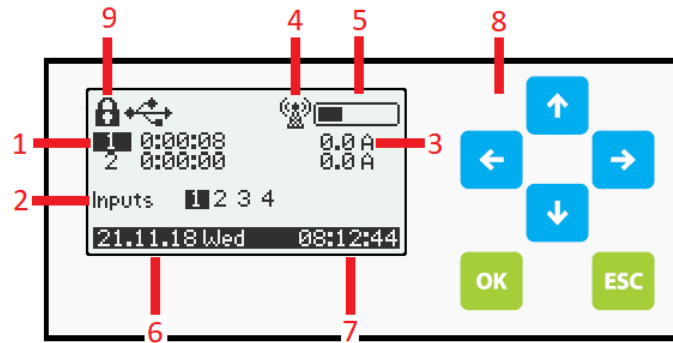 9 4 5 8
1 1 0:00:08 0.0 A 3
2 0:00:00 0.0 A
2 Inputs 1 2 3 4
21.11.18 Wed 08:12:44
OK ESC
6 7